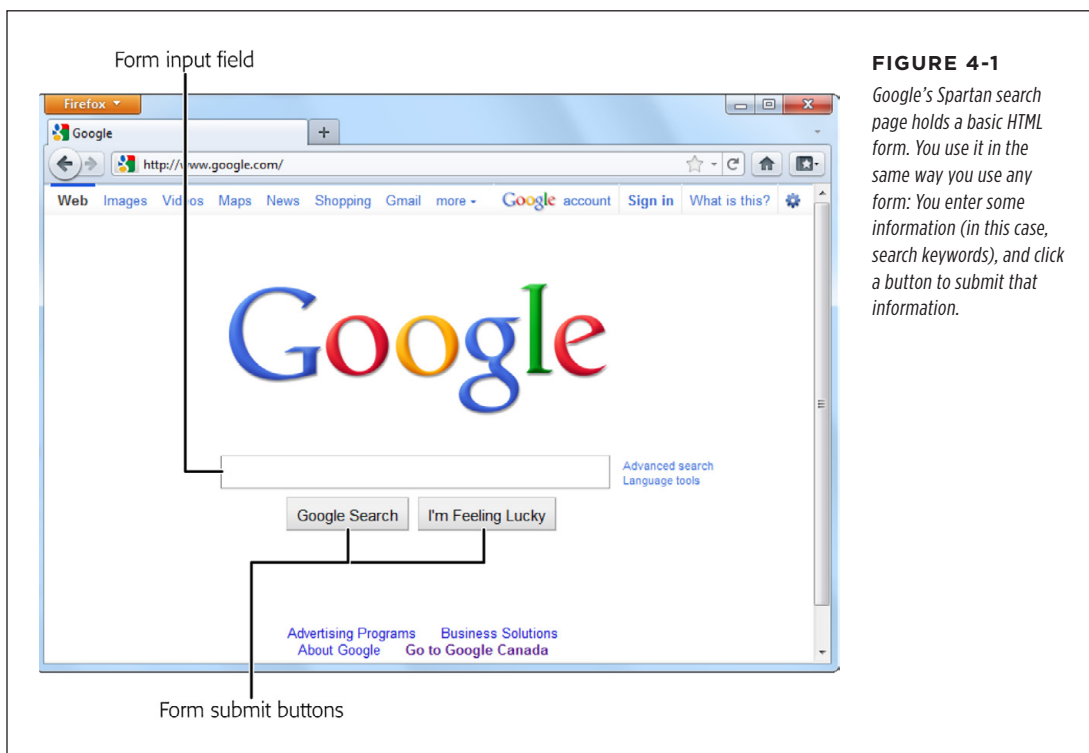 Form input field
Firefox
Google
http://www.google.com/
Web Images Videos Maps News Shopping Gmail more Google account Sign in What is this?
Google
Advanced search
Language tools
Google Search I'm Feeling Lucky
Advertising Programs Business Solutions
About Google Go to Google Canada
Form submit buttons
FIGURE 4-1
Google's Spartan search
page holds a basic HTML
form. You use it in the
same way you use any
form: You enter some
information (in this case,
search keywords), and click
a button to submit that
information.